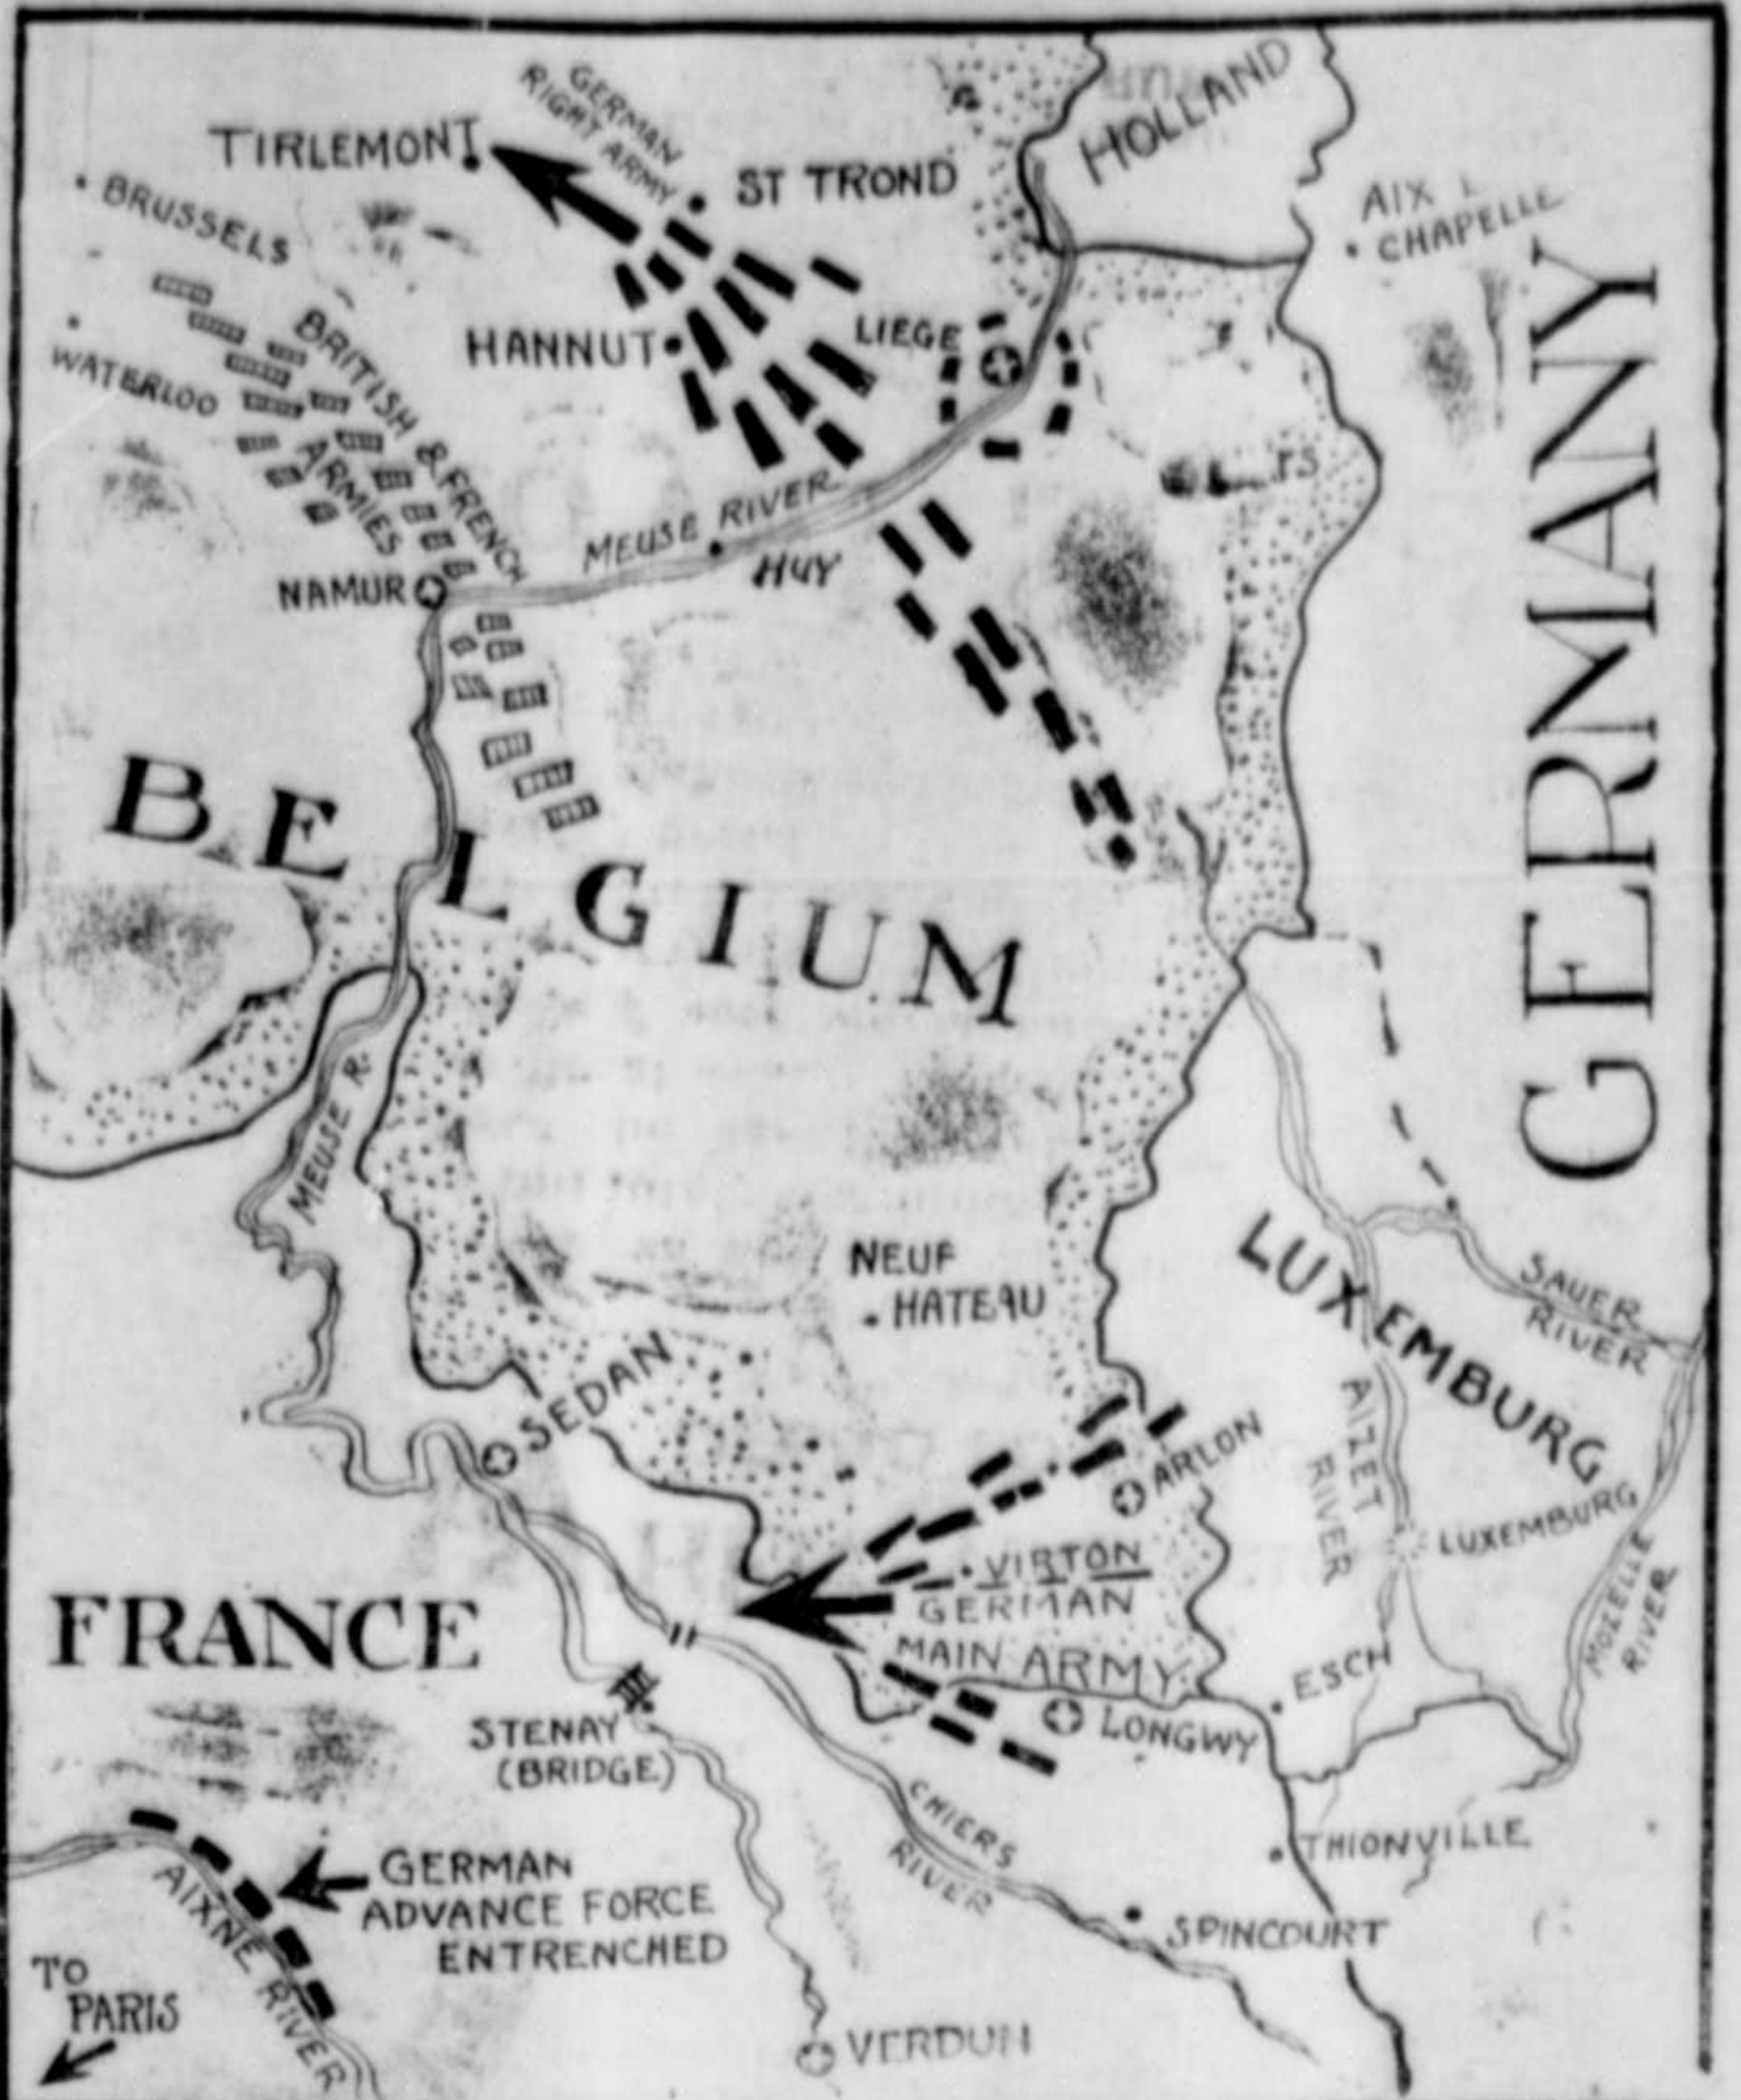 HOLLAND
GERMAN
RIGHT ARMY
TIRLEMONT
ST TROND
AIX L
CHAPELLE
BRUSSELS
BRITISH & FRENCH
ARMIES
HANNUT
LIEGE
WATERLOO
GERMANY
MEUSE RIVER
HUY
NAMUR
BELGIUM
MEUSE R.
NEUF
HATEAU
LUXEMBURG
SAUER
RIVER
SEDAN
ARLON
AIZET
RIVER
LUXEMBURG
VIRTON
GERMAN
MAIN ARMY
MOZELLE
RIVER
FRANCE
ESCH
LONGWY
STENAY
(BRIDGE)
CHIERS
RIVER
THIONVILLE
GERMAN
ADVANCE FORCE
ENTRENCHED
AIXNE RIVER
SPINCOURT
TO
PARIS
VERDUN